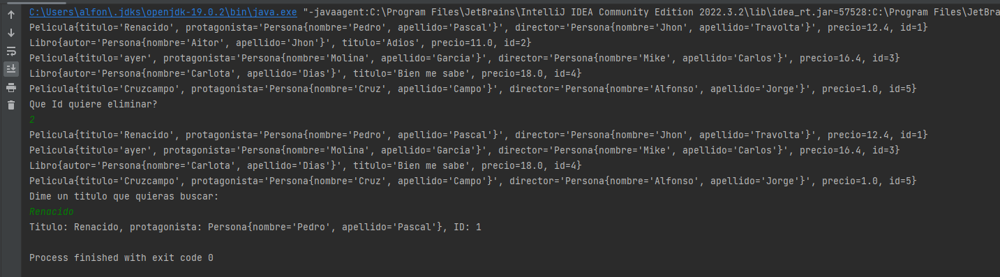 C:\Users\alfon\.jdks\openjdk-19.0.2\bin\java.exe "-javaagent:C:\Program Files\JetBrains\IntelliJ IDEA Community Edition 2022.3.2\lib\idea_rt.jar=57528:C:\Program Files\JetBra
Pelicula{titulo='Renacido', protagonista='Persona{nombre='Pedro', apellido='Pascal'}', director='Persona{nombre='Jhon', apellido='Travolta'}', precio=12.4, id=1}
Libro{autor='Persona{nombre='Aitor', apellido='Jhon'}', titulo='Adios', precio=11.0, id=2}
Pelicula{titulo='ayer', protagonista='Persona{nombre='Molina', apellido='Garcia'}', director='Persona{nombre='Mike', apellido='Carlos'}', precio=16.4, id=3}
Libro{autor='Persona{nombre='Carlota', apellido='Dias'}', titulo='Bien me sabe', precio=18.0, id=4}
Pelicula{titulo='Cruzcampo', protagonista='Persona{nombre='Cruz', apellido='Campo'}', director='Persona{nombre='Alfonso', apellido='Jorge'}', precio=1.0, id=5}
Que Id quiere eliminar?
2
Pelicula{titulo='Renacido', protagonista='Persona{nombre='Pedro', apellido='Pascal'}', director='Persona{nombre='Jhon', apellido='Travolta'}', precio=12.4, id=1}
Pelicula{titulo='ayer', protagonista='Persona{nombre='Molina', apellido='Garcia'}', director='Persona{nombre='Mike', apellido='Carlos'}', precio=16.4, id=3}
Libro{autor='Persona{nombre='Carlota', apellido='Dias'}', titulo='Bien me sabe', precio=18.0, id=4}
Pelicula{titulo='Cruzcampo', protagonista='Persona{nombre='Cruz', apellido='Campo'}', director='Persona{nombre='Alfonso', apellido='Jorge'}', precio=1.0, id=5}
Dime un titulo que quieras buscar:
Renacido
Titulo: Renacido, protagonista: Persona{nombre='Pedro', apellido='Pascal'}, ID: 1
Process finished with exit code 0